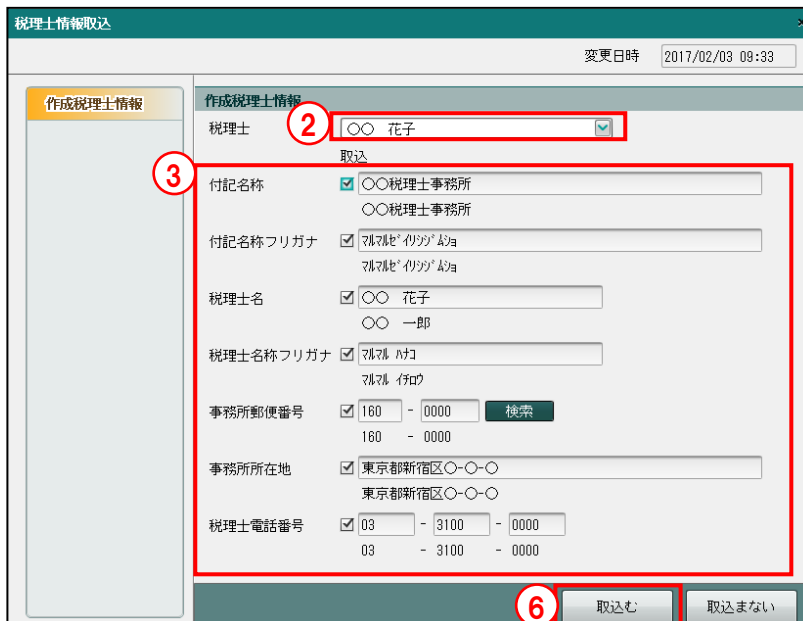 税理士情報取込
変更日時 2017/02/03 09:33
作成税理士情報
作成税理士情報
税理士 ② 〇〇 花子
取込
③
付記名称 〇〇税理士事務所
〇〇税理士事務所
付記名称フリガナ ﾏﾙﾏﾙｾﾞｲﾘｼｼﾞﾑｼｮ
ﾏﾙﾏﾙｾﾞｲﾘｼｼﾞﾑｼｮ
税理士名 〇〇 花子
〇〇 一郎
税理士名称フリガナ ﾏﾙﾏﾙ ﾊﾅｺ
ﾏﾙﾏﾙ ｲﾁﾛｳ
事務所郵便番号 160 - 0000 検索
160 - 0000
事務所所在地 東京都新宿区〇-〇-〇
東京都新宿区〇-〇-〇
税理士電話番号 03 - 3100 - 0000
03 - 3100 - 0000
⑥ 取込む 取込まない